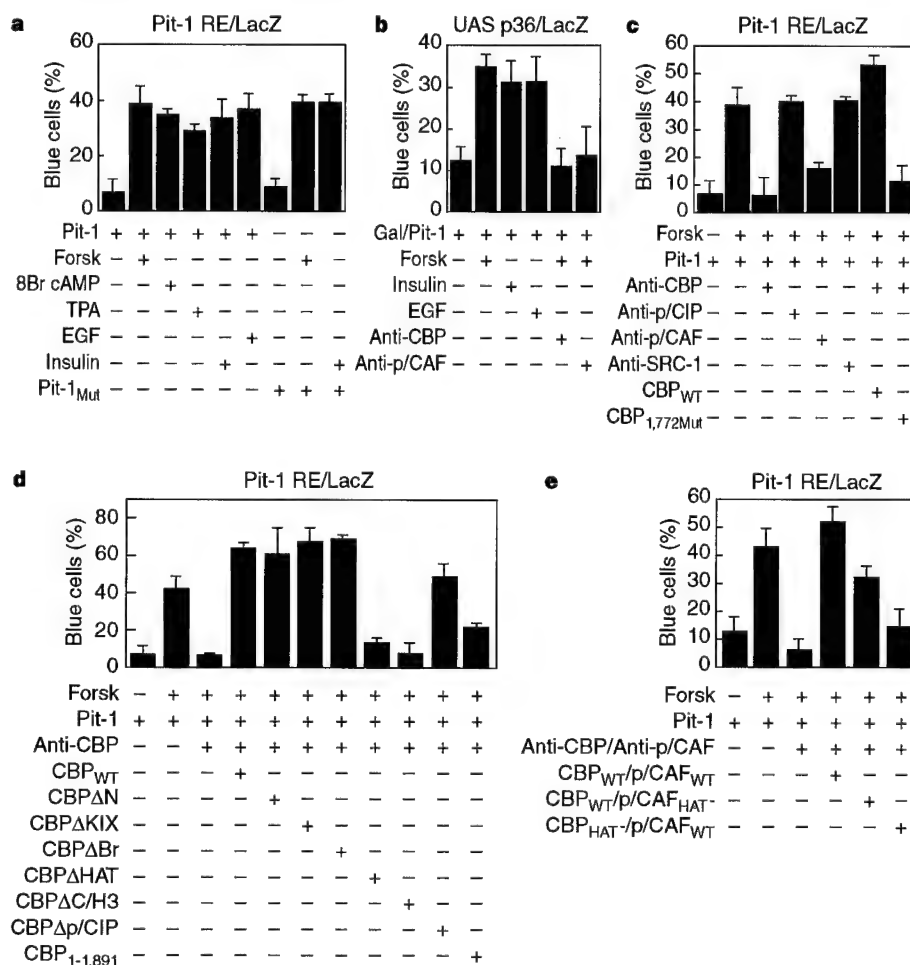 a
Pit-1 RE/LacZ
Blue cells (%)
60
40
20
0
Pit-1 + + + + + + − − −
Forsk − + − − − − − + −
8Br cAMP − − + − − − − − −
TPA − − − + − − − − −
EGF − − − − − + − − −
Insulin − − − − + − − − +
Pit-1Mut − − − − − − + + +
b
UAS p36/LacZ
Blue cells (%)
40
30
20
10
0
Gal/Pit-1 + + + + + +
Forsk − + − − + +
Insulin − − + − − −
EGF − − − + − −
Anti-CBP − − − − + −
Anti-p/CAF − − − − − +
c
Pit-1 RE/LacZ
Blue cells (%)
60
50
40
30
20
10
0
Forsk − + + + + + + +
Pit-1 + + + + + + + +
Anti-CBP − − + − − − + +
Anti-p/CIP − − − + − − − −
Anti-p/CAF − − − − + − − −
Anti-SRC-1 − − − − − + − −
CBPWT − − − − − − + −
CBP1,772Mut − − − − − − − +
d
Pit-1 RE/LacZ
Blue cells (%)
80
60
40
20
0
Forsk − + + + + + + + + + +
Pit-1 + + + + + + + + + + +
Anti-CBP − − + + + + + + + + +
CBPWT − − − + − − − − − − −
CBPΔN − − − − + − − − − − −
CBPΔKIX − − − − − + − − − − −
CBPΔBr − − − − − − + − − − −
CBPΔHAT − − − − − − − + − − −
CBPΔC/H3 − − − − − − − − + − −
CBPΔp/CIP − − − − − − − − − + −
CBP1-1,891 − − − − − − − − − − +
e
Pit-1 RE/LacZ
Blue cells (%)
60
50
40
30
20
10
0
Forsk − + + + + +
Pit-1 + + + + + +
Anti-CBP/Anti-p/CAF − − + + + +
CBPWT/p/CAFWT − − − + − −
CBPWT/p/CAFHAT- − − − − + −
CBPHAT-/p/CAFWT − − − − − +